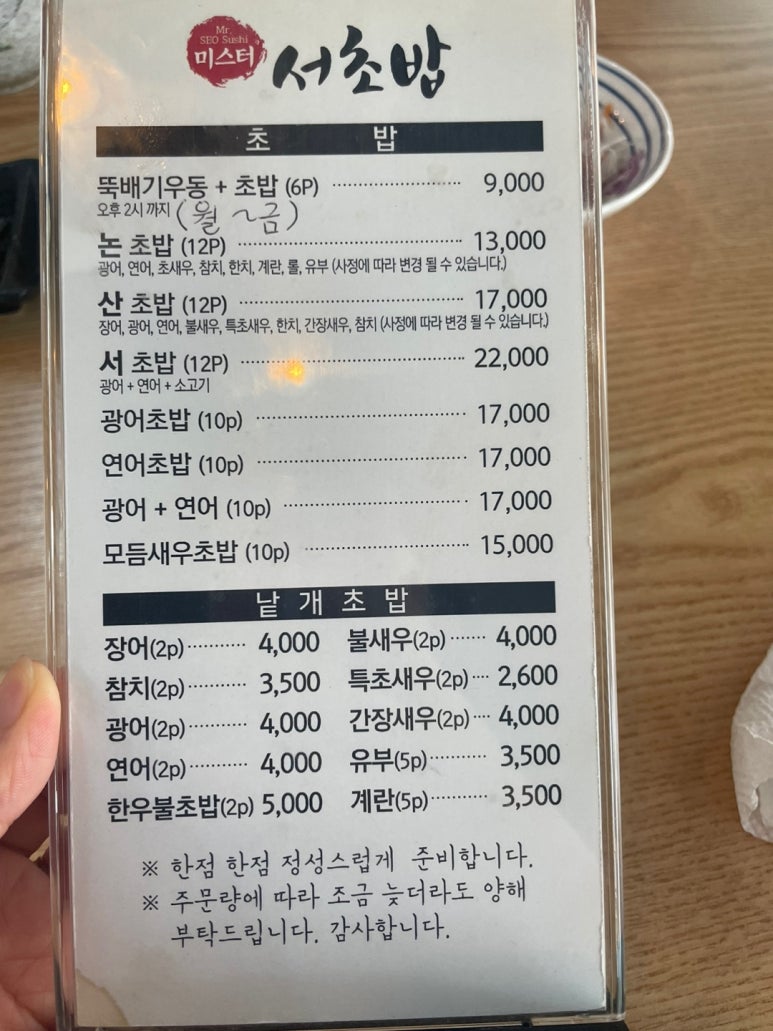 Mr.
SEO Sushi
미스터
서초밥
초 밥
뚝배기우동 + 초밥 (6P) 9,000
오후 2시 까지 (월 ~금)
논 초밥 (12P) 13,000
광어, 연어, 초새우, 참치, 한치, 계란, 롤, 유부 (사정에 따라 변경 될 수 있습니다.)
산 초밥 (12P) 17,000
장어, 광어, 연어, 불새우, 특초새우, 한치, 간장새우, 참치 (사정에 따라 변경 될 수 있습니다.)
서 초밥 (12P) 22,000
광어 + 연어 + 소고기
광어초밥 (10p) 17,000
연어초밥 (10p) 17,000
광어 + 연어 (10p) 17,000
모듬새우초밥 (10p) 15,000
낱 개 초 밥
장어(2p) 4,000 불새우(2p) 4,000
참치(2p) 3,500 특초새우(2p) 2,600
광어(2p) 4,000 간장새우(2p) 4,000
연어(2p) 4,000 유부(5p) 3,500
한우불초밥(2p) 5,000 계란(5p) 3,500
※ 한점 한점 정성스럽게 준비합니다.
※ 주문량에 따라 조금 늦더라도 양해
부탁드립니다. 감사합니다.